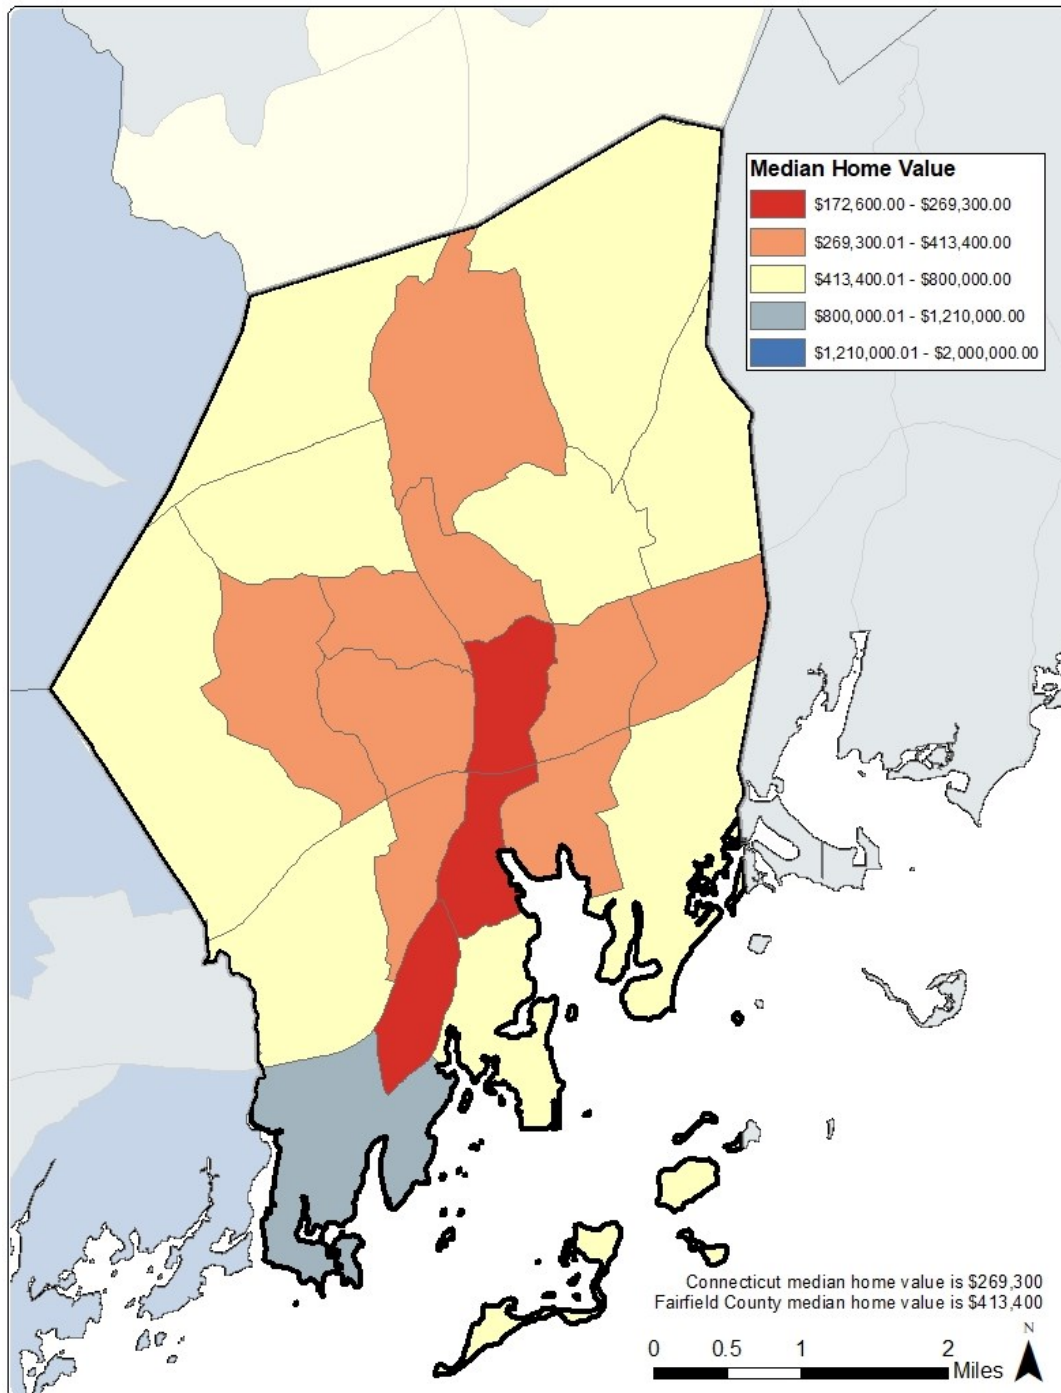 Median Home Value
$172,600.00 - $269,300.00
$269,300.01 - $413,400.00
$413,400.01 - $800,000.00
$800,000.01 - $1,210,000.00
$1,210,000.01 - $2,000,000.00
Connecticut median home value is $269,300
Fairfield County median home value is $413,400
N
0 0.5 1 2
Miles